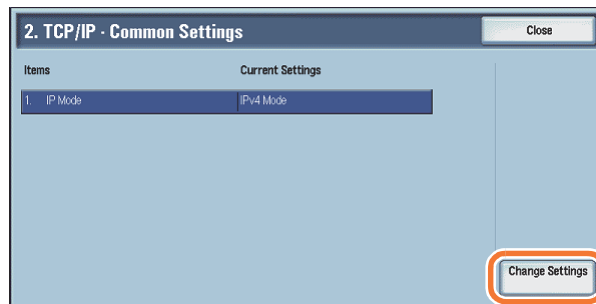 2. TCP/IP - Common Settings
Close
Items Current Settings
1. IP Mode IPv4 Mode
Change Settings